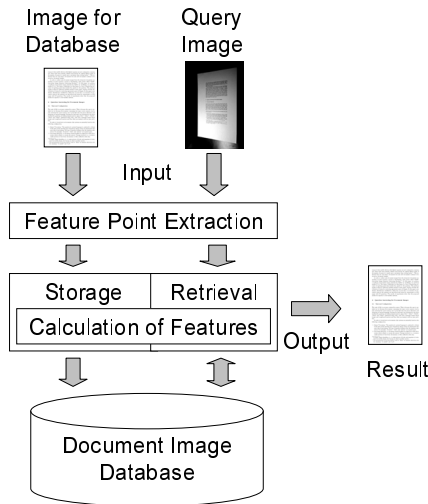 Image for
Database
Query
Image
Input
Feature Point Extraction
Storage
Retrieval
Calculation of Features
Output
Result
Document Image
Database